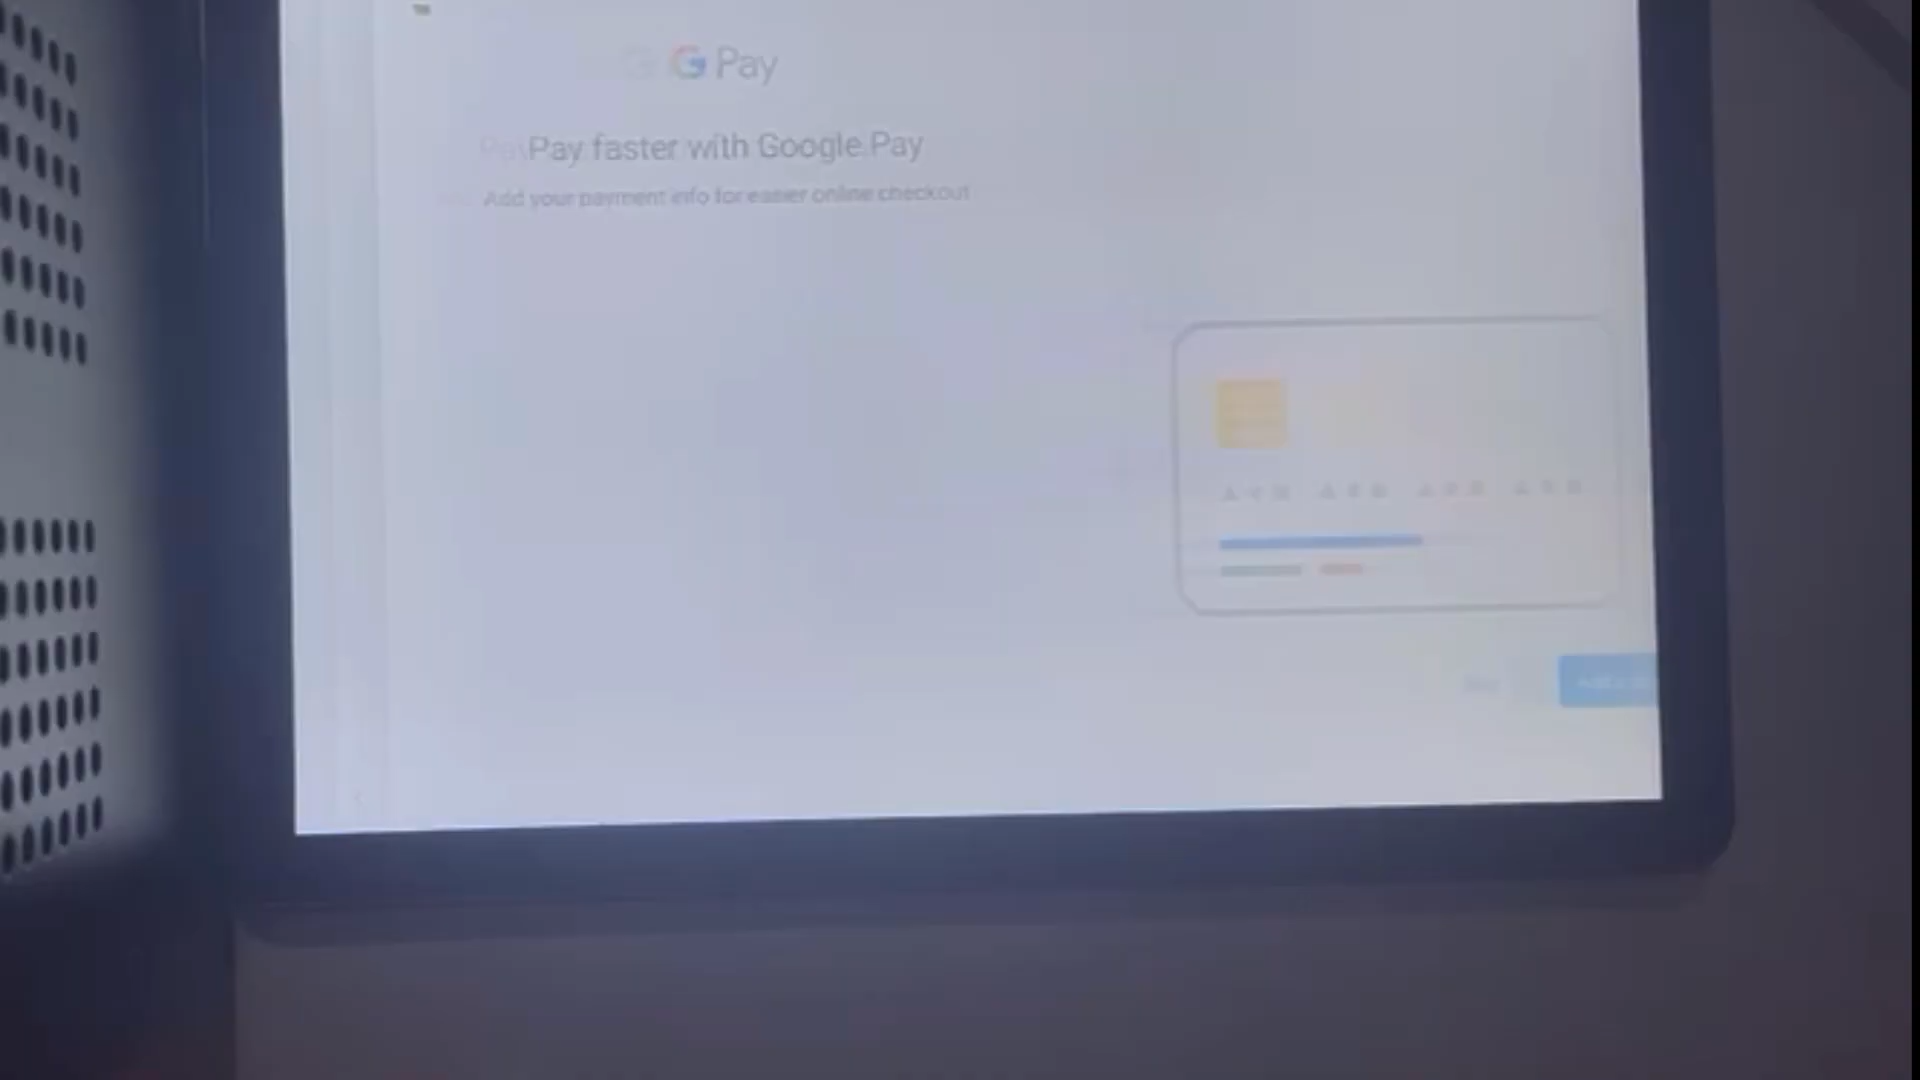 G Pay
Pay faster with Google Pay
Add your payment info for easier online checkout